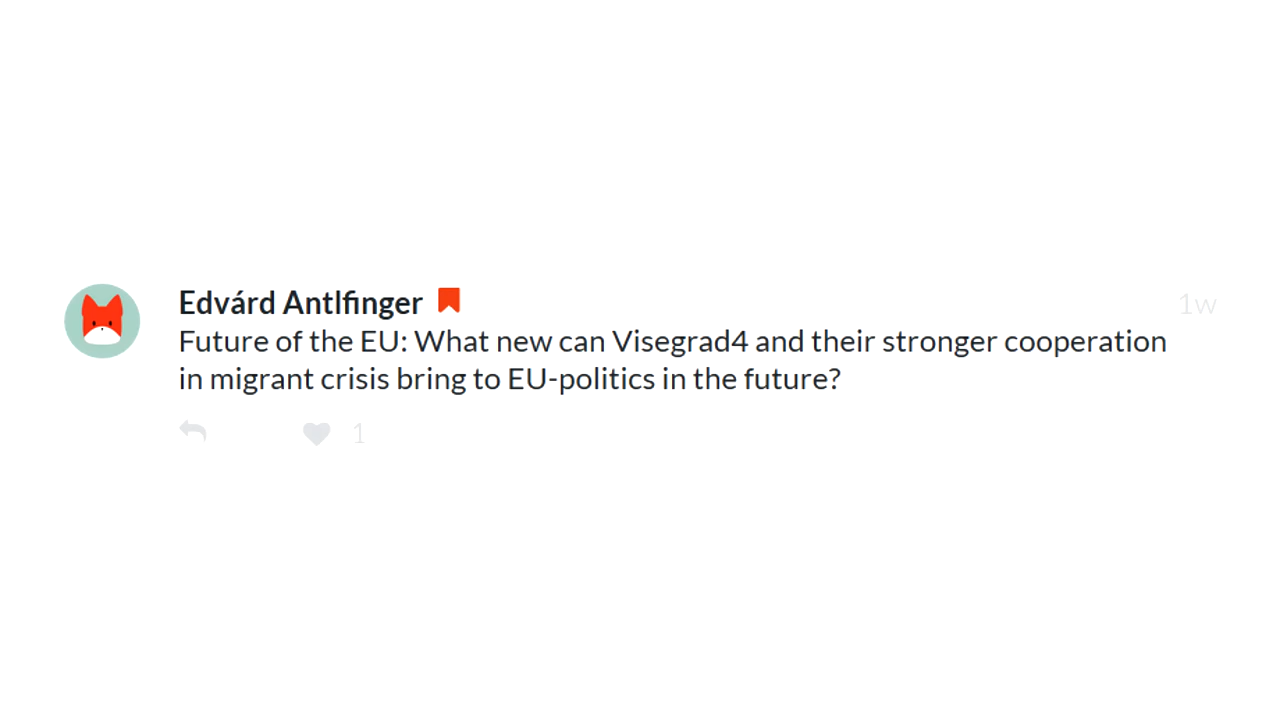 Edvárd Antlfinger
1w
Future of the EU: What new can Visegrad4 and their stronger cooperation
in migrant crisis bring to EU-politics in the future?
1